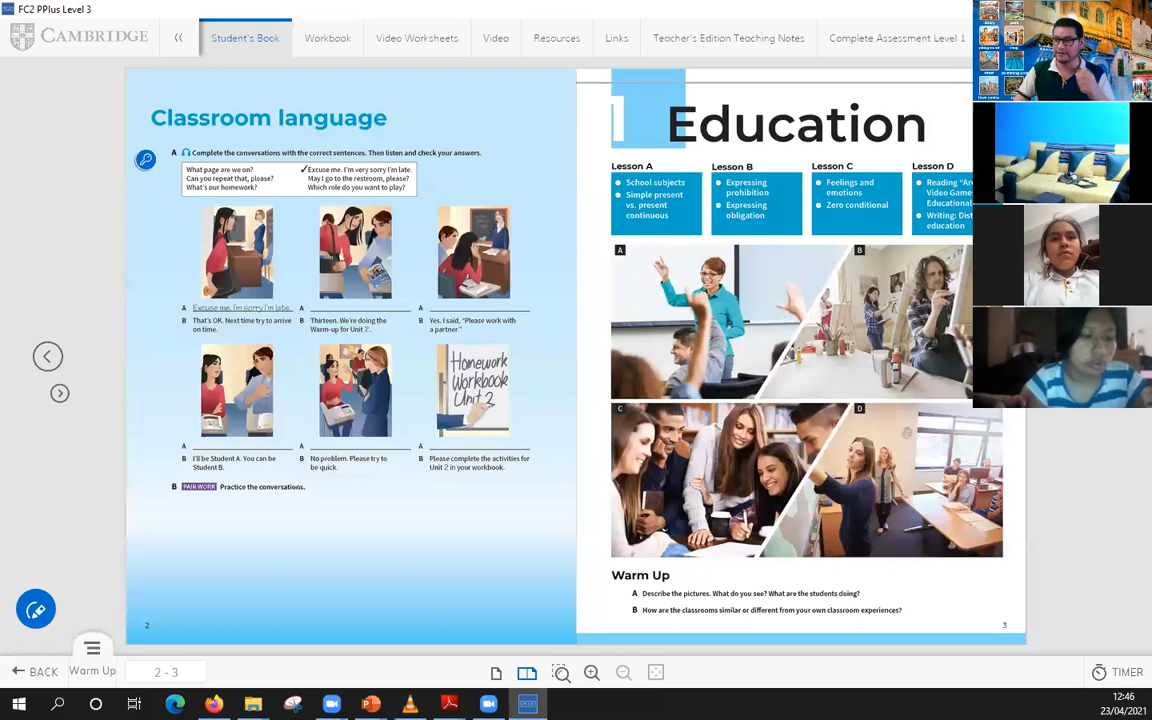 FC2 PPlus Level 3
CAMBRIDGE
Student's Book
Workbook
Video Worksheets
Video
Resources
Links
Teacher's Edition Teaching Notes
Complete Assessment Level 1
Classroom language
A Complete the conversations with the correct sentences. Then listen and check your answers.
What page are we on?
Can you repeat that, please?
What's our homework?
✓Excuse me. I'm very sorry I'm late.
May I go to the restroom, please?
Which role do you want to play?
A Excuse me. I'm sorry I'm late.
B That's OK. Next time try to arrive
on time.
A
B Thirteen. We're doing the
Warm-up for Unit 2.
A
B Yes. I said, "Please work with
a partner."
Homework
Workbook
Unit 2
A
B I'll be Student A. You can be
Student B.
A
B No problem. Please try to
be quick.
A
B Please complete the activities for
Unit 2 in your workbook.
B PAIR WORK Practice the conversations.
2
1 Education
Lesson A
School subjects
Simple present
vs. present
continuous
Lesson B
Expressing
prohibition
Expressing
obligation
Lesson C
Feelings and
emotions
Zero conditional
Lesson D
Reading
Video Game
Educational
Writing:
education
A
B
C
D
Warm Up
A Describe the pictures. What do you see? What are the students doing?
B How are the classrooms similar or different from your own classroom experiences?
3
BACK
Warm Up
2 - 3
TIMER
12:46
23/04/2021